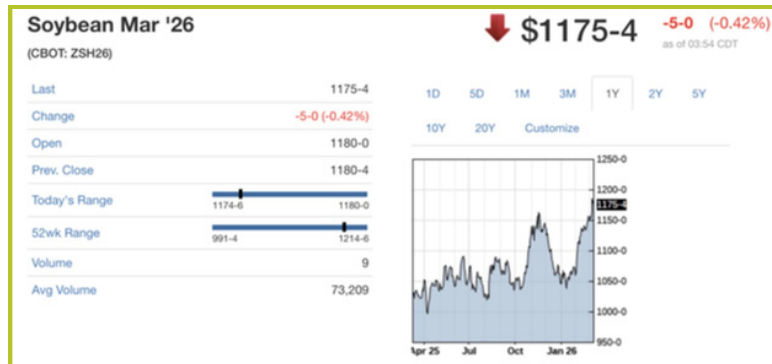 Soybean Mar '26
(CBOT: ZSH26)
$1175-4
-5-0 (-0.42%)
as of 03:54 CDT
Last 1175-4
Change -5-0 (-0.42%)
Open 1180-0
Prev. Close 1180-4
Today's Range
1174-6 1180-0
52wk Range
991-4 1214-6
Volume 9
Avg Volume 73,209
1D 5D 1M 3M 1Y 2Y 5Y
10Y 20Y Customize
1250-0
1200-0
1175-4
1150-0
1100-0
1050-0
1000-0
950-0
Apr 25 Jul Oct Jan 26